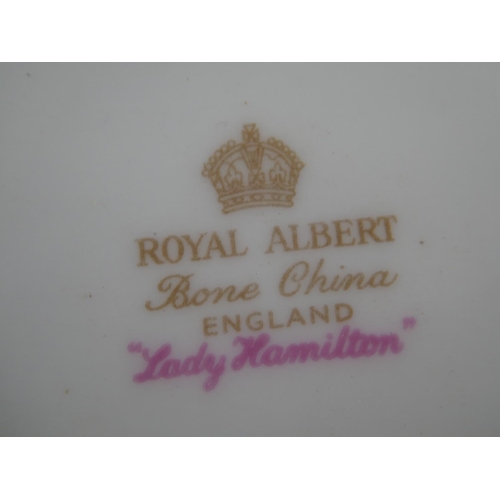 ROYAL ALBERT
Bone China
ENGLAND
"Lady Hamilton"